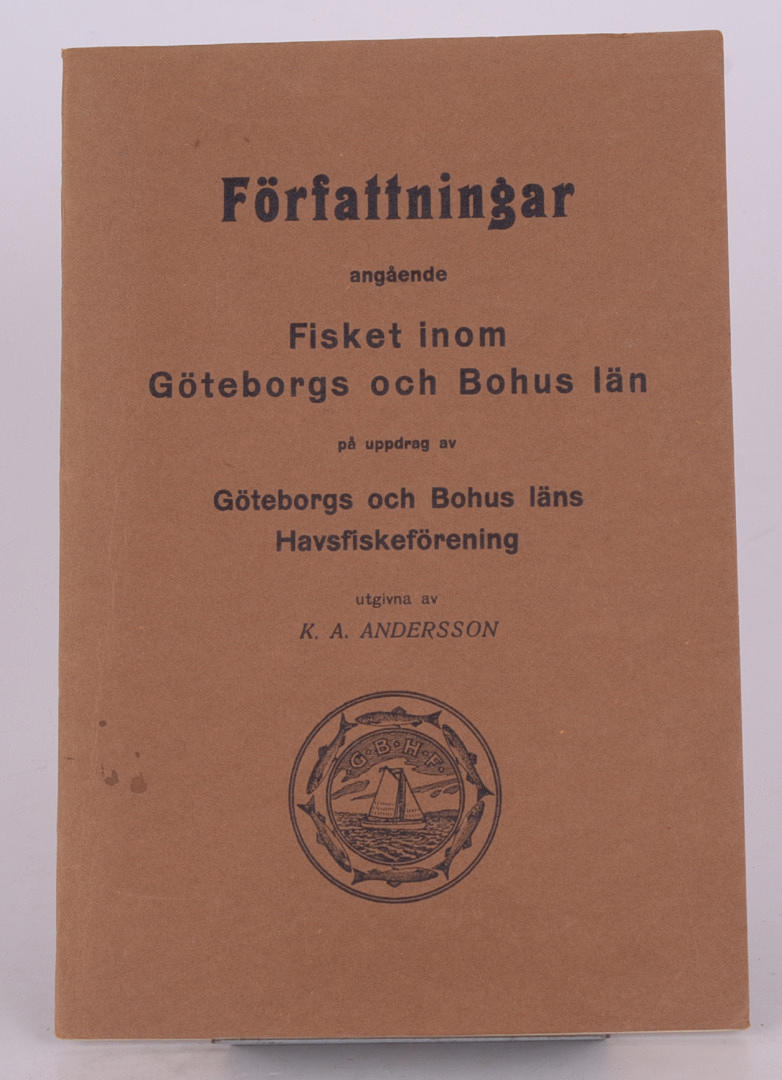 Författningar
angående
Fisket inom
Göteborgs och Bohus län
på uppdrag av
Göteborgs och Bohus läns
Havsfiskeförening
utgivna av
K. A. ANDERSSON
·G·B·H·F·